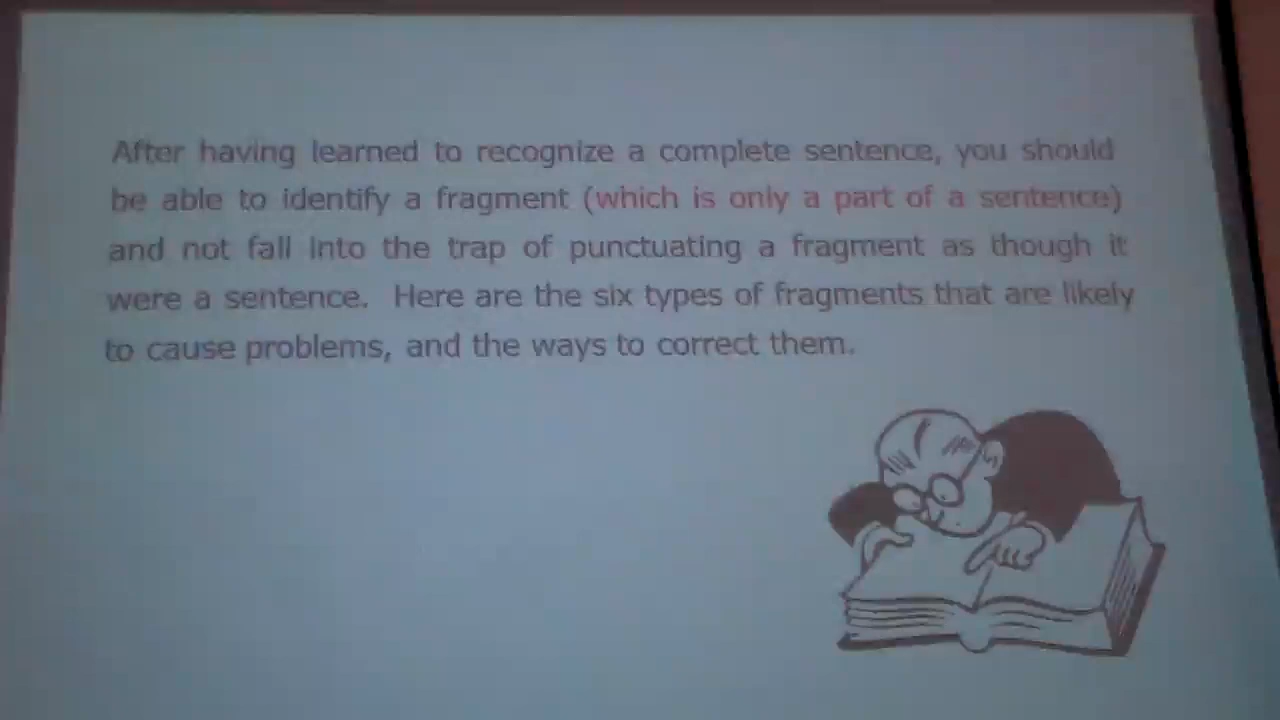 After having learned to recognize a complete sentence, you should
be able to identify a fragment (which is only a part of a sentence)
and not fall into the trap of punctuating a fragment as though it
were a sentence. Here are the six types of fragments that are likely
to cause problems, and the ways to correct them.